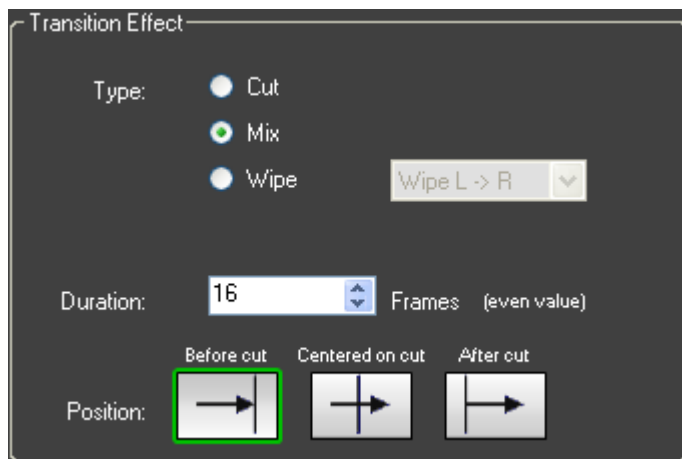 Transition Effect
Type:
Cut
Mix
Wipe
Wipe L -> R
Duration:
16
Frames
(even value)
Before cut
Centered on cut
After cut
Position: